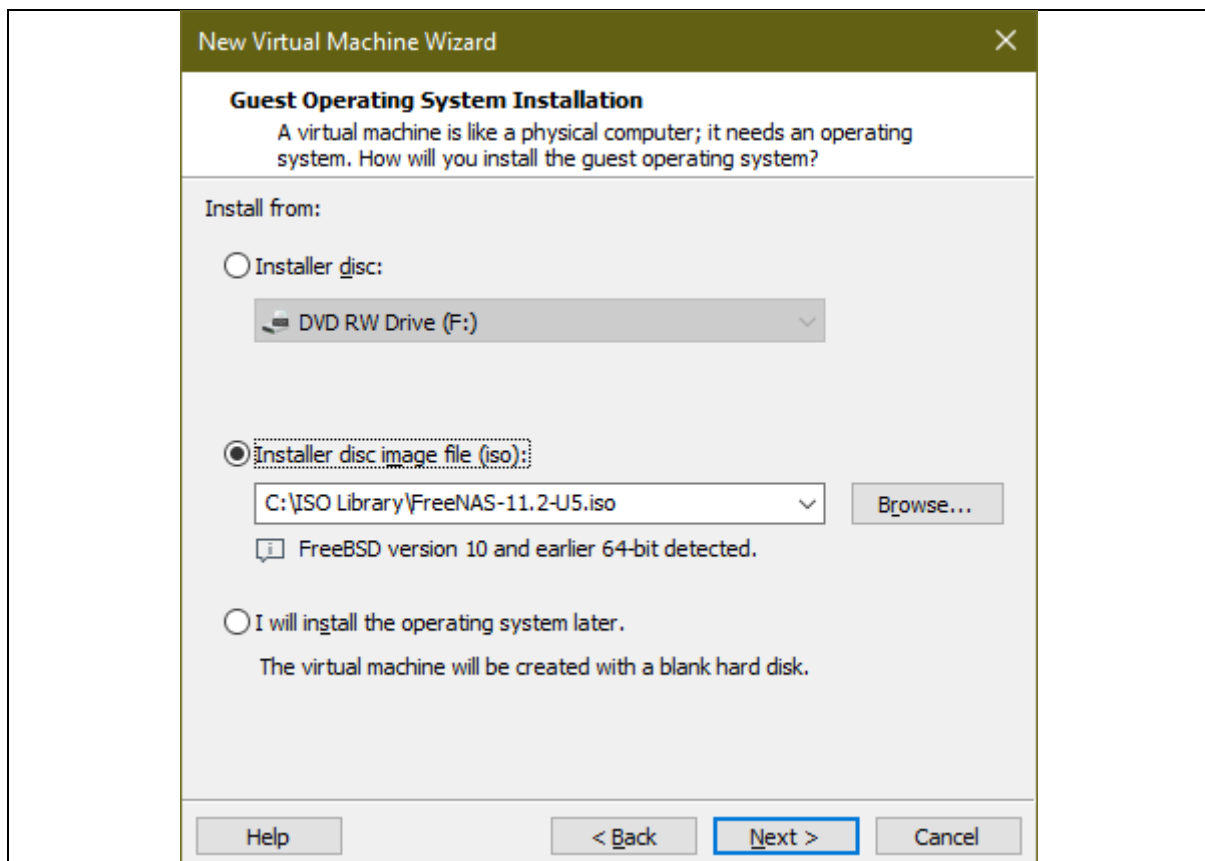 New Virtual Machine Wizard
Guest Operating System Installation
A virtual machine is like a physical computer; it needs an operating
system. How will you install the guest operating system?
Install from:
Installer disc:
DVD RW Drive (F:)
Installer disc image file (iso):
C:\ISO Library\FreeNAS-11.2-U5.iso
Browse...
FreeBSD version 10 and earlier 64-bit detected.
I will install the operating system later.
The virtual machine will be created with a blank hard disk.
Help
< Back
Next >
Cancel